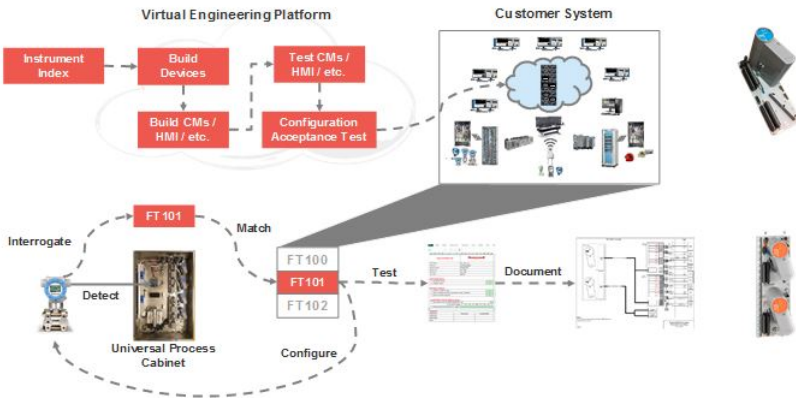 Virtual Engineering Platform
Customer System
Instrument
Index
Build
Devices
Test CMs /
HMI / etc.
Build CMs /
HMI / etc.
Configuration
Acceptance Test
FT101
Interrogate
Match
Detect
Universal Process
Cabinet
FT100
FT101
FT102
Configure
Test
Honeywell
Document